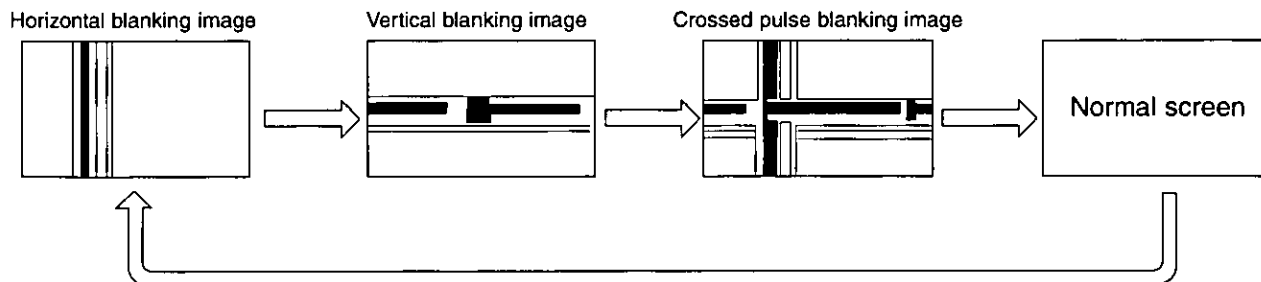 Horizontal blanking image
Vertical blanking image
Crossed pulse blanking image
Normal screen